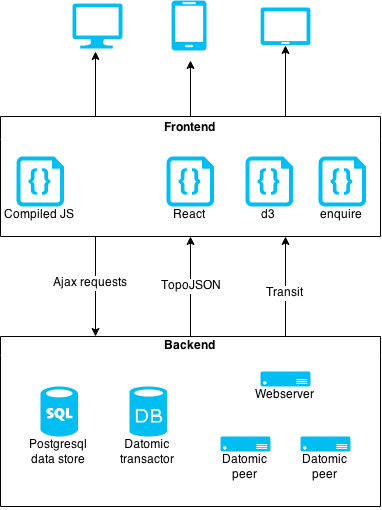 Frontend
{} {} {} {}
Compiled JS React d3 enquire
Ajax requests TopoJSON Transit
Backend
Webserver
SQL DB
Postgresql
data store
Datomic
transactor
Datomic
peer
Datomic
peer